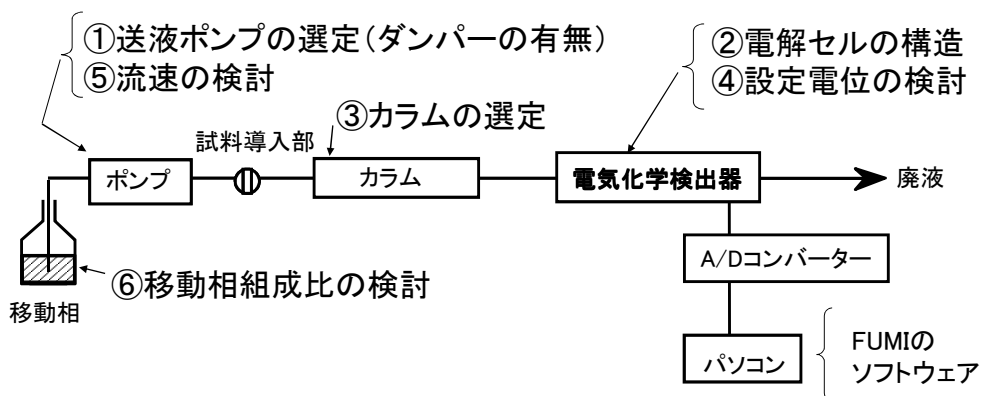 ①送液ポンプの選定(ダンパーの有無)
⑤流速の検討
②電解セルの構造
④設定電位の検討
③カラムの選定
試料導入部
ポンプ
カラム
電気化学検出器
廃液
A/Dコンバーター
⑥移動相組成比の検討
移動相
パソコン
FUMIの
ソフトウェア